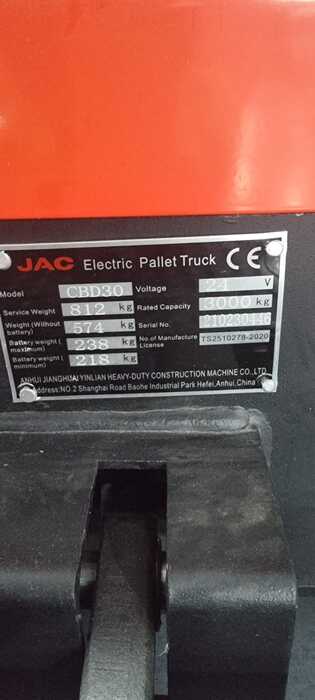 JAC Electric Pallet Truck CE
Model CBD30 Voltage 24 V
Service Weight 812 kg Rated Capacity 3000 kg
Weight (Without battery) 574 kg Serial No.
Battery weight ( maximum) 238 kg No.of Manufacture License TS2510278-2020
Battery weight ( minimum) 218 kg
ANHUI JIANGHUAI YINLIAN HEAVY-DUTY CONSTRUCTION MACHINE CO.,LTD
Address:NO.2 Shanghai Road Baohe Industrial Park Hefei,Anhui,China